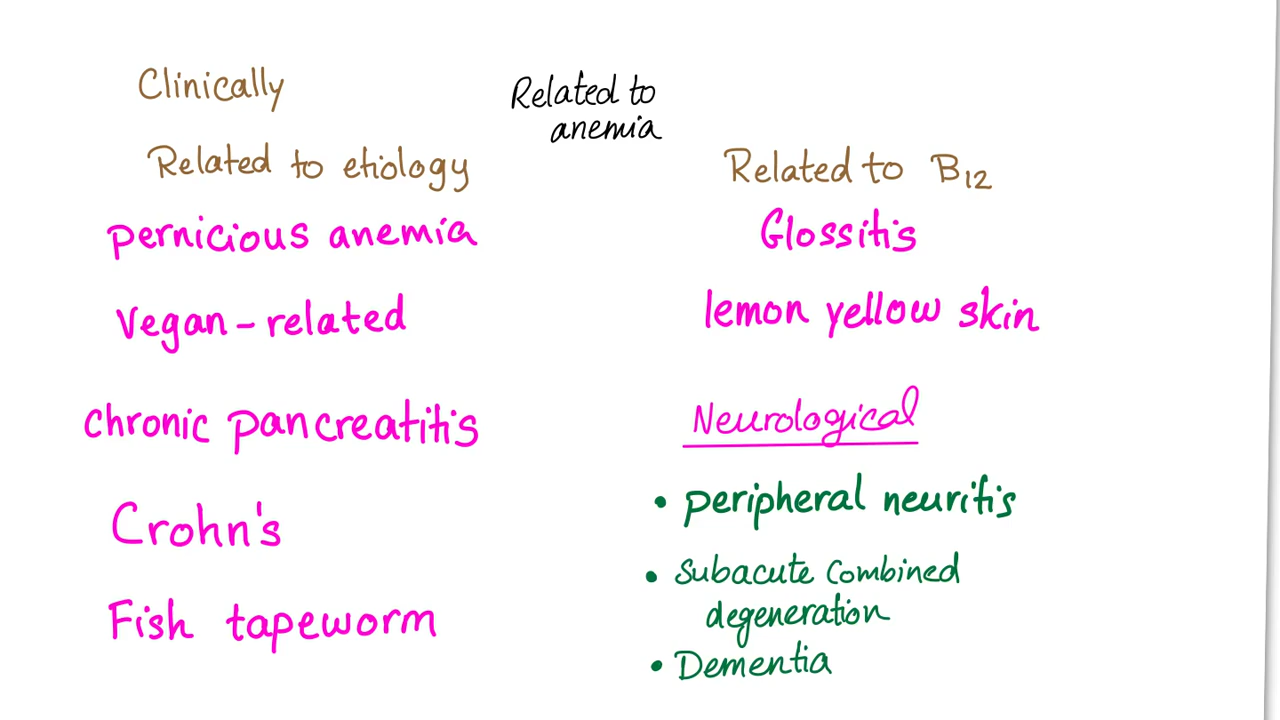 Clinically
Related to
anemia
Related to etiology
Related to B12
pernicious anemia
Glossitis
Vegan-related
lemon yellow skin
chronic pancreatitis
Neurological
Crohn's
• peripheral neuritis
• Subacute Combined
degeneration
Fish tapeworm
• Dementia